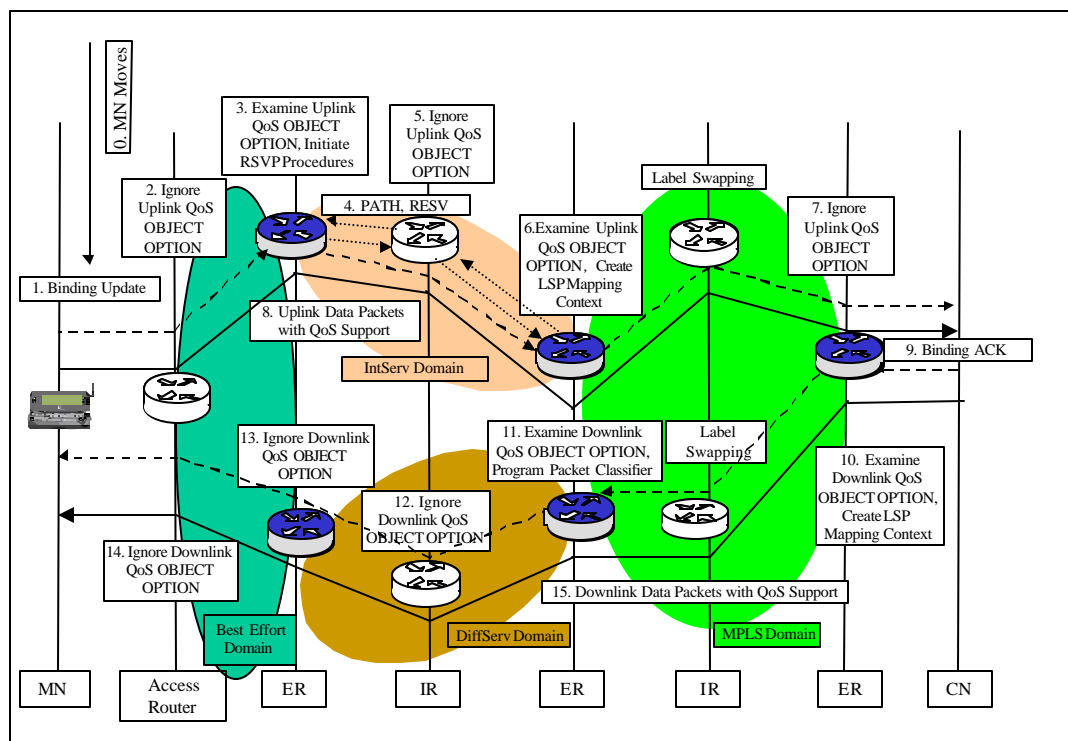 0. MN Moves
3. Examine Uplink
QoS OBJECT
OPTION, Initiate
RSVP Procedures
5. Ignore
Uplink QoS
OBJECT
OPTION
Label Swapping
2. Ignore
Uplink QoS
OBJECT
OPTION
4. PATH, RESV
6.Examine Uplink
QoS OBJECT
OPTION, Create
LSP Mapping
Context
7. Ignore
Uplink QoS
OBJECT
OPTION
1. Binding Update
8. Uplink Data Packets
with QoS Support
IntServ Domain
9. Binding ACK
13. Ignore Downlink
QoS OBJECT
OPTION
11. Examine Downlink
QoS OBJECT OPTION,
Program Packet Classifier
Label
Swapping
10. Examine
Downlink QoS
OBJECT OPTION,
Create LSP
Mapping Context
12. Ignore
Downlink QoS
OBJECT OPTION
14. Ignore Downlink
QoS OBJECT
OPTION
15. Downlink Data Packets with QoS Support
Best Effort
Domain
DiffServ Domain
MPLS Domain
MN
Access
Router
ER
IR
ER
IR
ER
CN